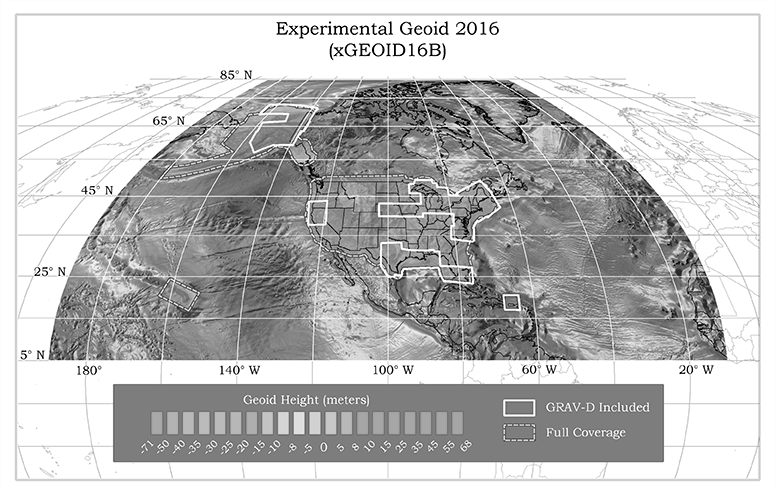 Experimental Geoid 2016
(xGEOID16B)
85° N
65° N
45° N
25° N
5° N
180°
140° W
100° W
60° W
20° W
Geoid Height (meters)
-71 -50 -40 -35 -30 -25 -20 -15 -10 -8 -5 0 5 8 10 15 25 35 45 55 68
GRAV-D Included
Full Coverage